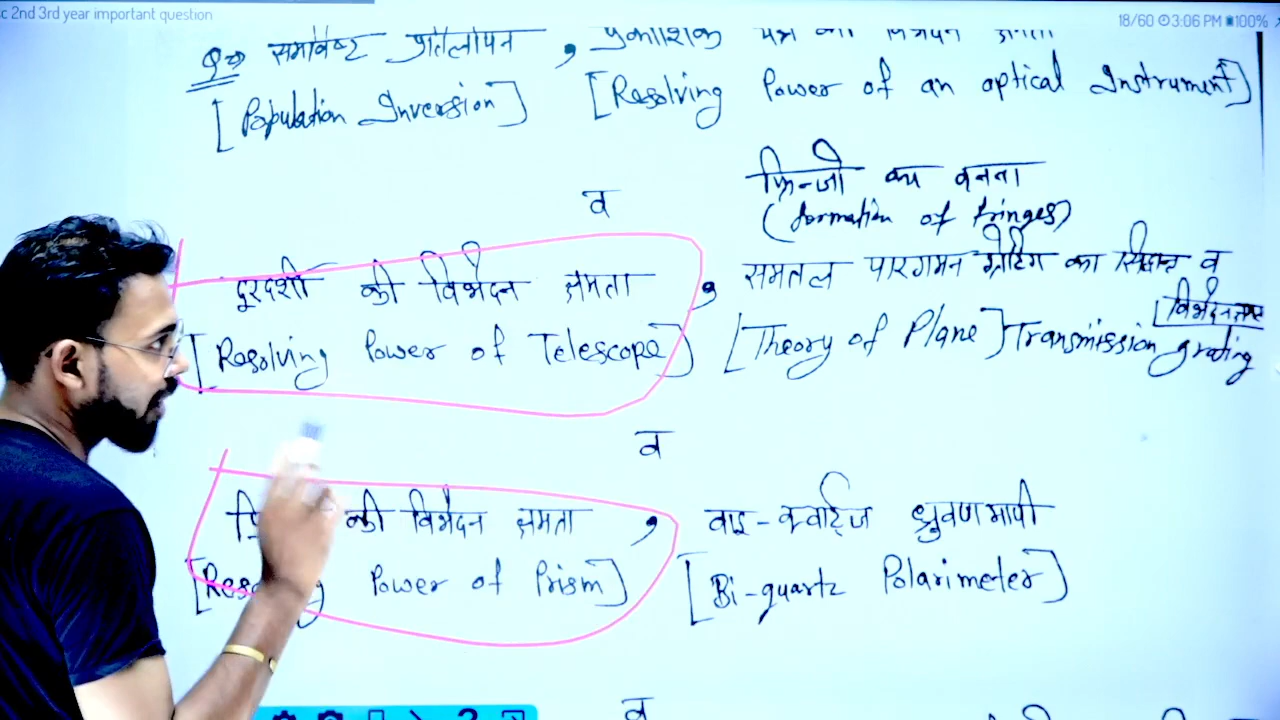 c 2nd 3rd year important question
18/60 3:06 PM 100%
Q⇒ समाविष्ट प्रतिलोपन , प्रकाशिक
[Population Inversion] [Resolving Power of an optical Instrument]
फ्रिन्जो का बनना
(formation of fringes)
व
दूरदर्शी की विभेदन क्षमता , समतल पारगमन ग्रेटिंग का सिद्धान्त व
[Resolving Power of Telescope] [Theory of Plane] Transmission grating
व
की विभेदन क्षमता , बाइ-क्वार्ट्ज ध्रुवणमापी
Power of Prism] [Bi-quartz Polarimeter]
व